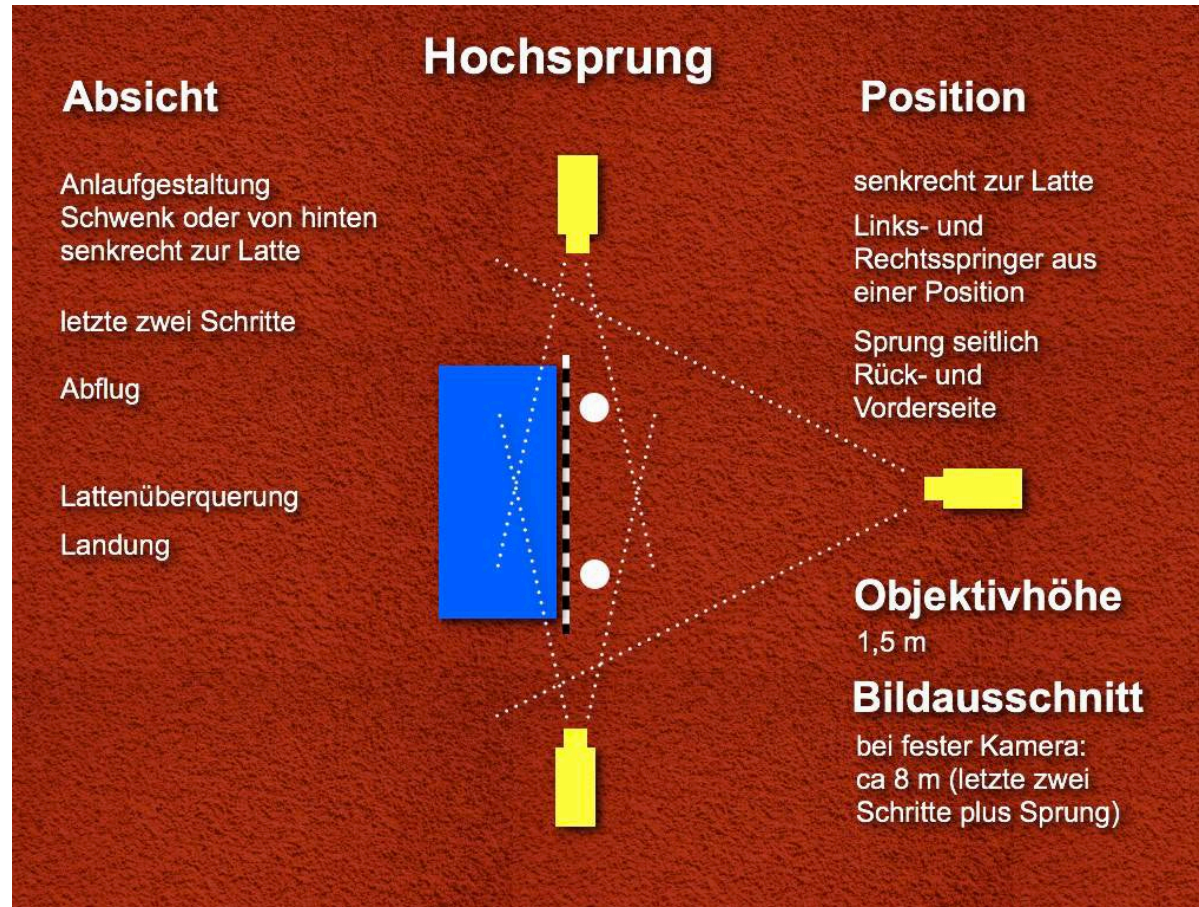 Hochsprung
Absicht
Anlaufgestaltung
Schwenk oder von hinten
senkrecht zur Latte
letzte zwei Schritte
Abflug
Lattenüberquerung
Landung
Position
senkrecht zur Latte
Links- und
Rechtsspringer aus
einer Position
Sprung seitlich
Rück- und
Vorderseite
Objektivhöhe
1,5 m
Bildausschnitt
bei fester Kamera:
ca 8 m (letzte zwei
Schritte plus Sprung)